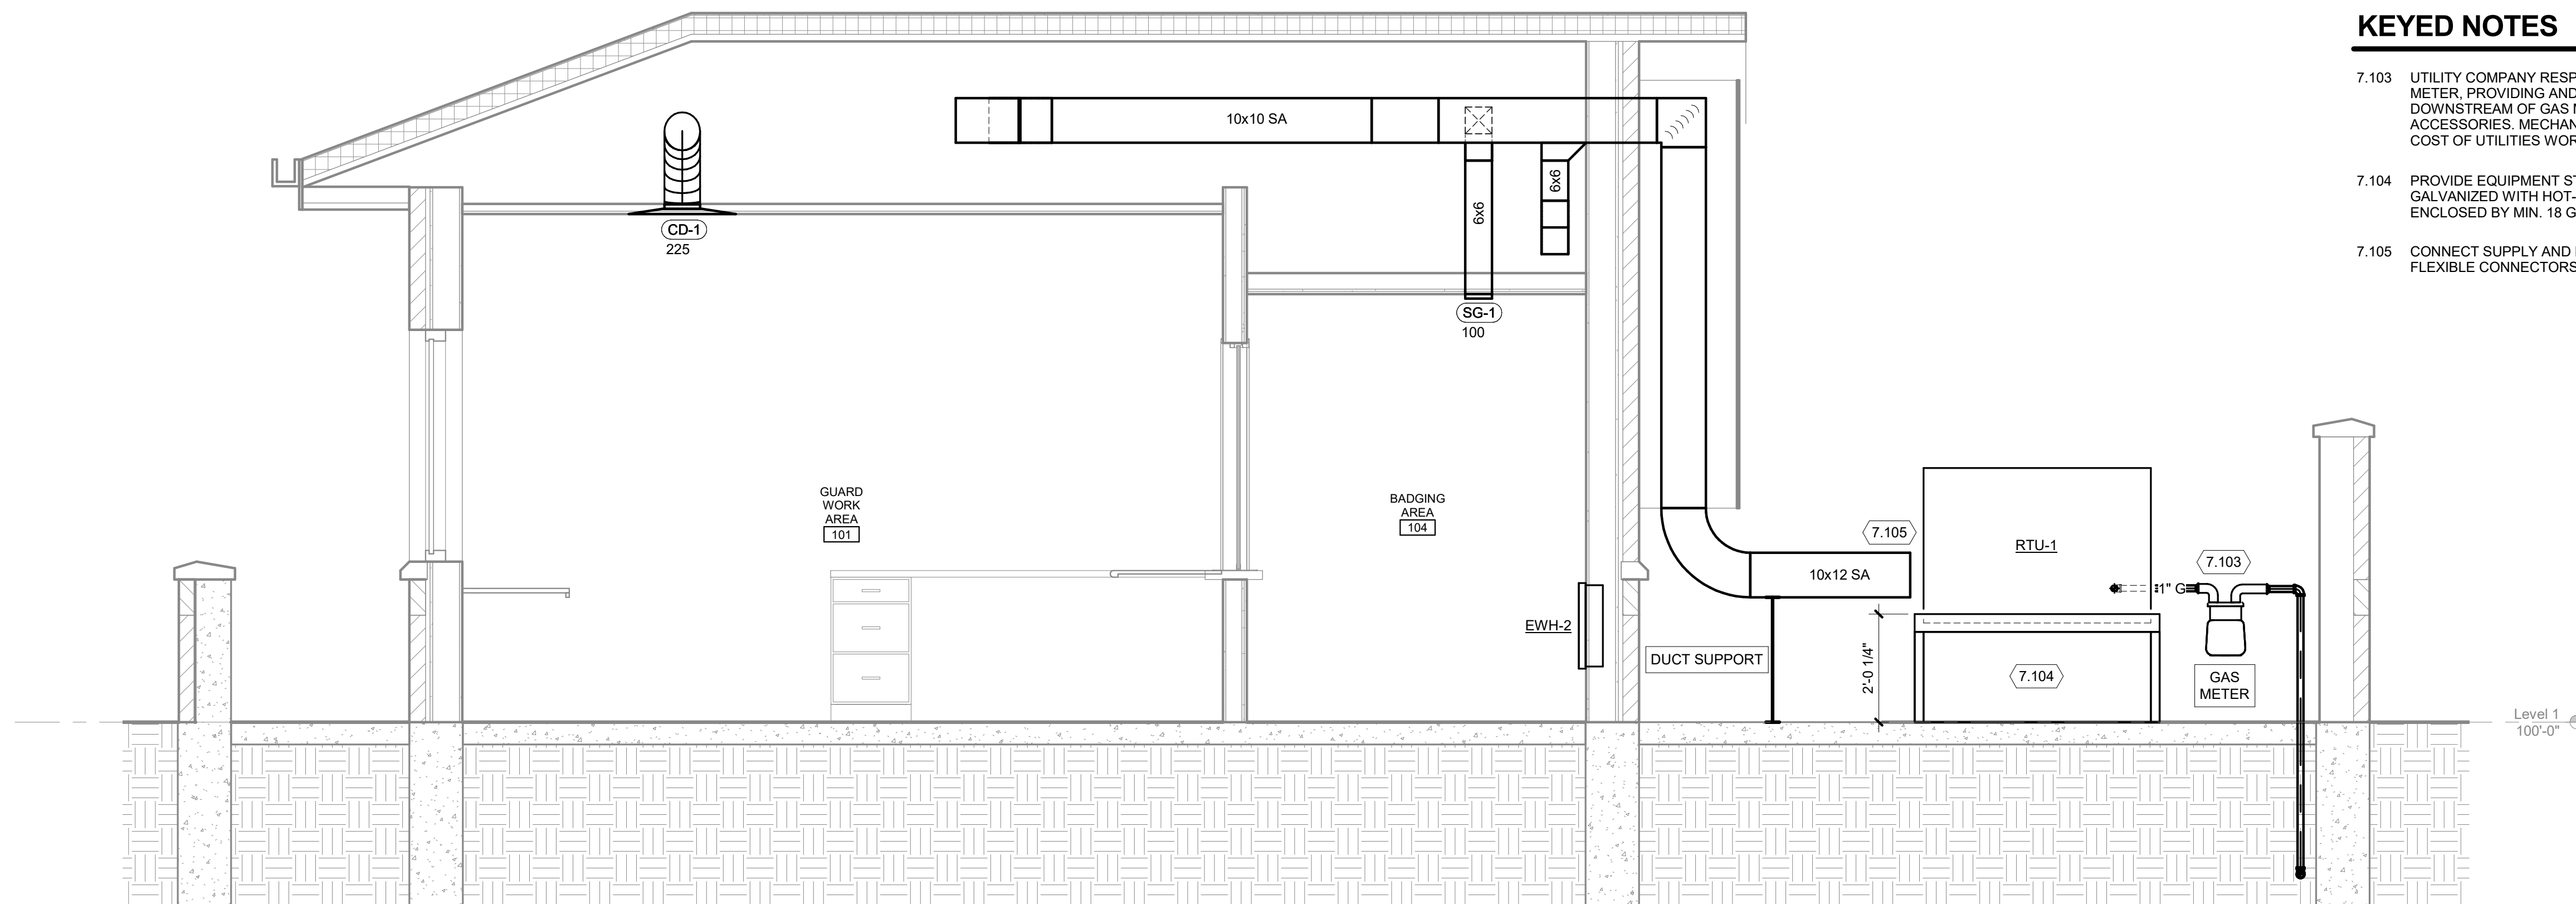 KEYED NOTES
7.103 UTILITY COMPANY RESP
METER, PROVIDING AND
DOWNSTREAM OF GAS
ACCESSORIES. MECHAN
COST OF UTILITIES WOR
7.104 PROVIDE EQUIPMENT ST
GALVANIZED WITH HOT-
ENCLOSED BY MIN. 18 G
7.105 CONNECT SUPPLY AND
FLEXIBLE CONNECTORS
10x10 SA
6x6
6x6
CD-1
225
SG-1
100
GUARD
WORK
AREA
101
BADGING
AREA
104
7.105
RTU-1
7.103
10x12 SA
1" G
EWH-2
DUCT SUPPORT
2'-0 1/4"
7.104
GAS
METER
Level 1
100'-0"